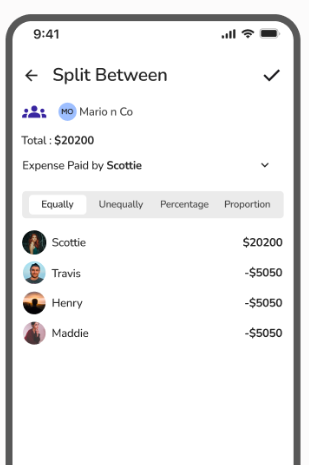 9:41
Split Between
MO Mario n Co
Total : $20200
Expense Paid by Scottie
Equally Unequally Percentage Proportion
Scottie $20200
Travis -$5050
Henry -$5050
Maddie -$5050